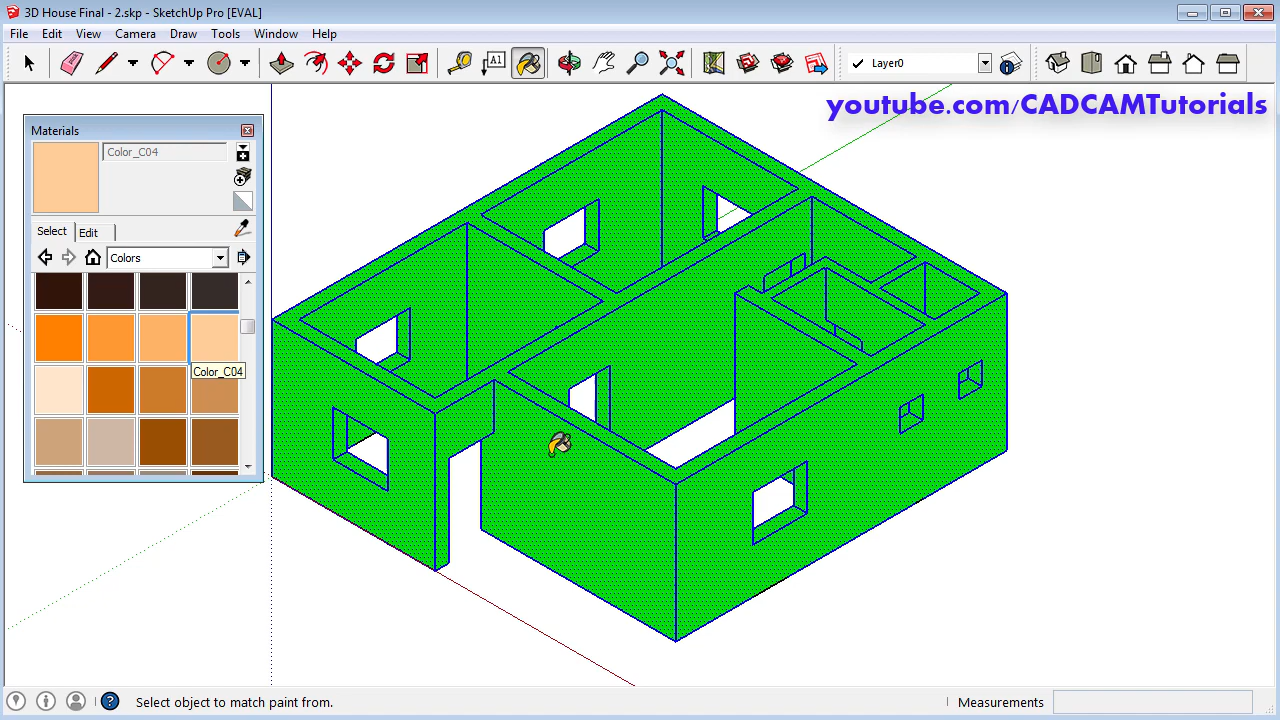 3D House Final - 2.skp - SketchUp Pro [EVAL]
File Edit View Camera Draw Tools Window Help
A1
Layer0
youtube.com/CADCAMTutorials
Materials
Color_C04
Select Edit
Colors
Color_C04
Select object to match paint from.
Measurements